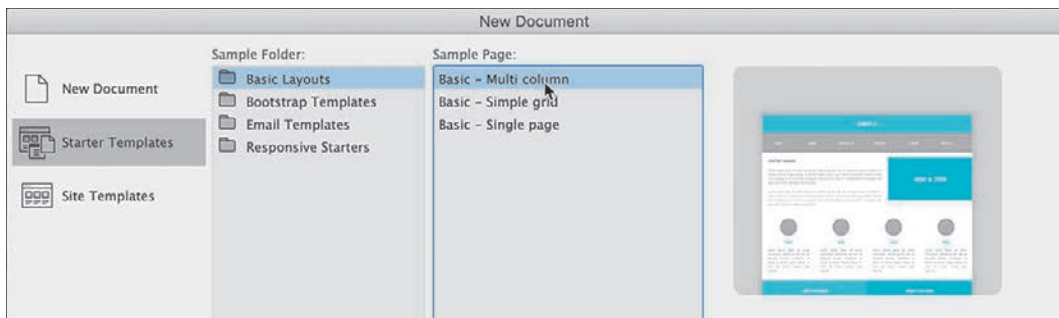 New Document
Sample Folder:
Sample Page:
New Document
Starter Templates
Site Templates
Basic Layouts
Bootstrap Templates
Email Templates
Responsive Starters
Basic - Multi column
Basic - Simple grid
Basic - Single page